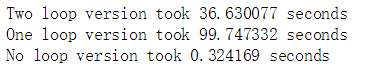 Two loop version took 36.630077 seconds
One loop version took 99.747332 seconds
No loop version took 0.324169 seconds